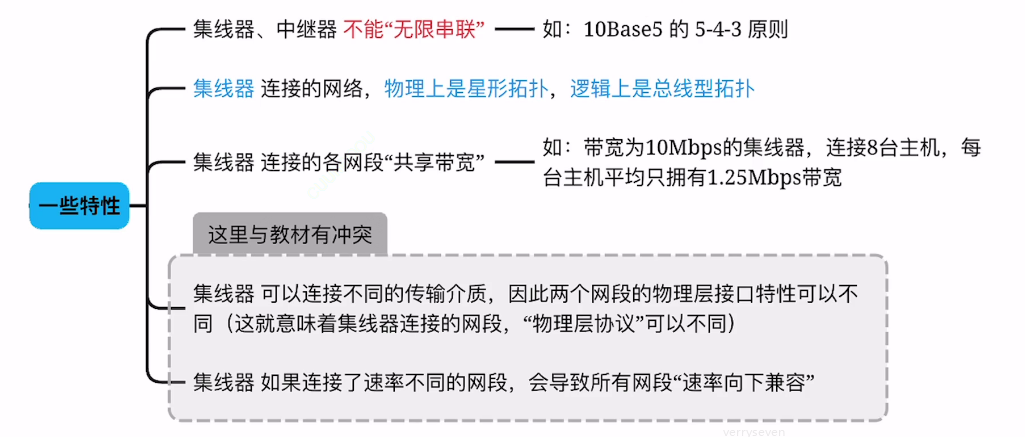 集线器、中继器 不能“无限串联”
如：10Base5 的 5-4-3 原则
集线器 连接的网络，物理上是星形拓扑，逻辑上是总线型拓扑
集线器 连接的各网段“共享带宽”
如：带宽为10Mbps的集线器，连接8台主机，每
台主机平均只拥有1.25Mbps带宽
一些特性
这里与教材有冲突
集线器 可以连接不同的传输介质，因此两个网段的物理层接口特性可以不
同（这就意味着集线器连接的网段，“物理层协议”可以不同）
集线器 如果连接了速率不同的网段，会导致所有网段“速率向下兼容”
verryseven